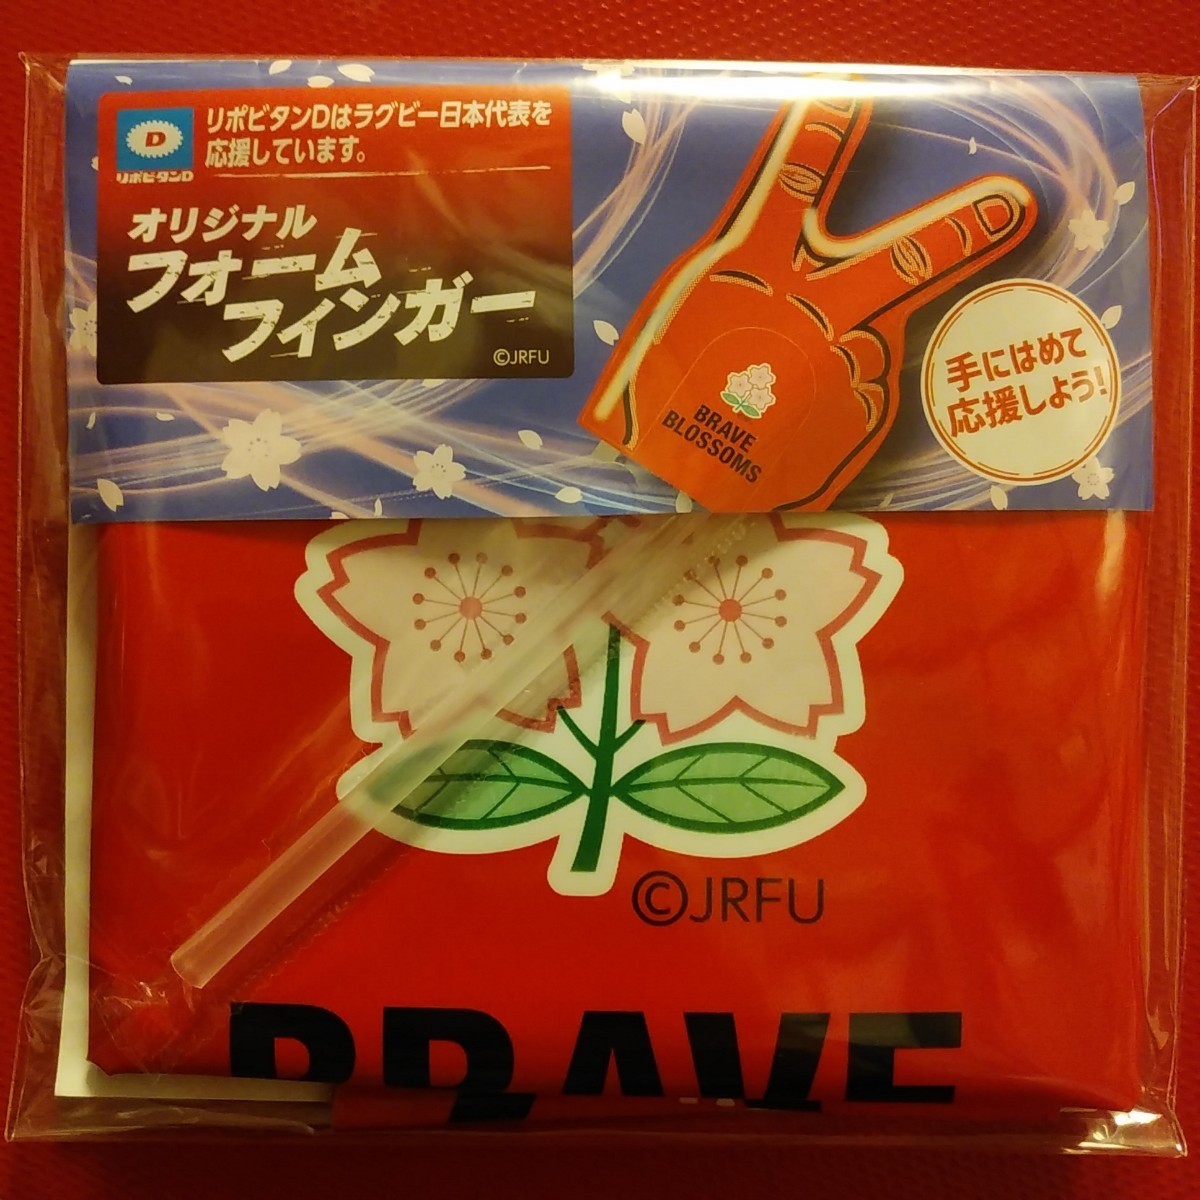 D
リポビタンD
リポビタンDはラグビー日本代表を
応援しています。
オリジナル
フォーム
フィンガー
©JRFU
D
BRAVE
BLOSSOMS
手にはめて
応援しよう!
©JRFU
BRAVE